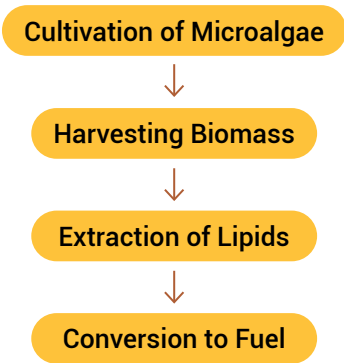 Cultivation of Microalgae
Harvesting Biomass
Extraction of Lipids
Conversion to Fuel